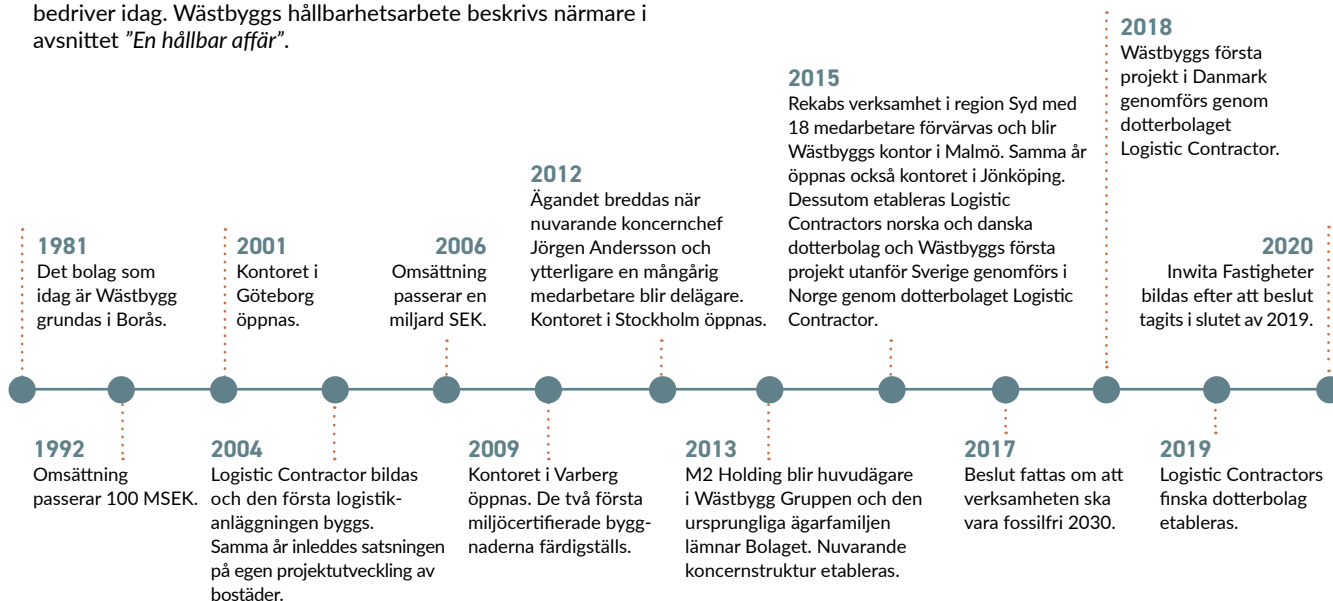 bedriver idag. Wästbyggs hållbarhetsarbete beskrivs närmare i
avsnittet ”En hållbar affär”.
1981
Det bolag som
idag är Wästbygg
grundas i Borås.
1992
Omsättning
passerar 100 MSEK.
2001
Kontoret i
Göteborg
öppnas.
2004
Logistic Contractor bildas
och den första logistik-
anläggningen byggs.
Samma år inleddes satsningen
på egen projektutveckling av
bostäder.
2006
Omsättning
passerar en
miljard SEK.
2009
Kontoret i Varberg
öppnas. De två första
miljöcertifierade bygg-
naderna färdigställs.
2012
Ägandet breddas när
nuvarande koncernchef
Jörgen Andersson och
ytterligare en mångårig
medarbetare blir delägare.
Kontoret i Stockholm öppnas.
2013
M2 Holding blir huvudägare
i Wästbygg Gruppen och den
ursprungliga ägarfamiljen
lämnar Bolaget. Nuvarande
koncernstruktur etableras.
2015
Rekabs verksamhet i region Syd med
18 medarbetare förvärvas och blir
Wästbyggs kontor i Malmö. Samma år
öppnas också kontoret i Jönköping.
Dessutom etableras Logistic
Contractors norska och danska
dotterbolag och Wästbyggs första
projekt utanför Sverige genomförs i
Norge genom dotterbolaget Logistic
Contractor.
2017
Beslut fattas om att
verksamheten ska
vara fossilfri 2030.
2018
Wästbyggs första
projekt i Danmark
genomförs genom
dotterbolaget
Logistic Contractor.
2019
Logistic Contractors
finska dotterbolag
etableras.
2020
Inwita Fastigheter
bildas efter att beslut
tagits i slutet av 2019.